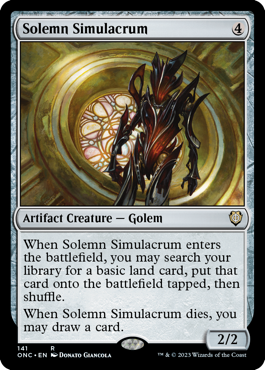 Solemn Simulacrum 4
Artifact Creature — Golem
When Solemn Simulacrum enters
the battlefield, you may search your
library for a basic land card, put that
card onto the battlefield tapped, then
shuffle.
When Solemn Simulacrum dies, you
may draw a card.
2/2
141 R
ONC • EN DONATO GIANCOLA
™ & © 2023 Wizards of the Coast